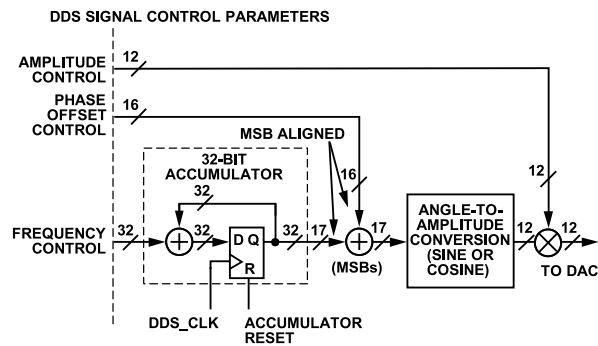 DDS SIGNAL CONTROL PARAMETERS
AMPLITUDE
CONTROL
12
PHASE
OFFSET
CONTROL
16
MSB ALIGNED
32-BIT
ACCUMULATOR
32
16
12
FREQUENCY
CONTROL
32
32
D Q
R
32
17
(MSBs)
17
ANGLE-TO-
AMPLITUDE
CONVERSION
(SINE OR
COSINE)
12
12
TO DAC
DDS_CLK
ACCUMULATOR
RESET